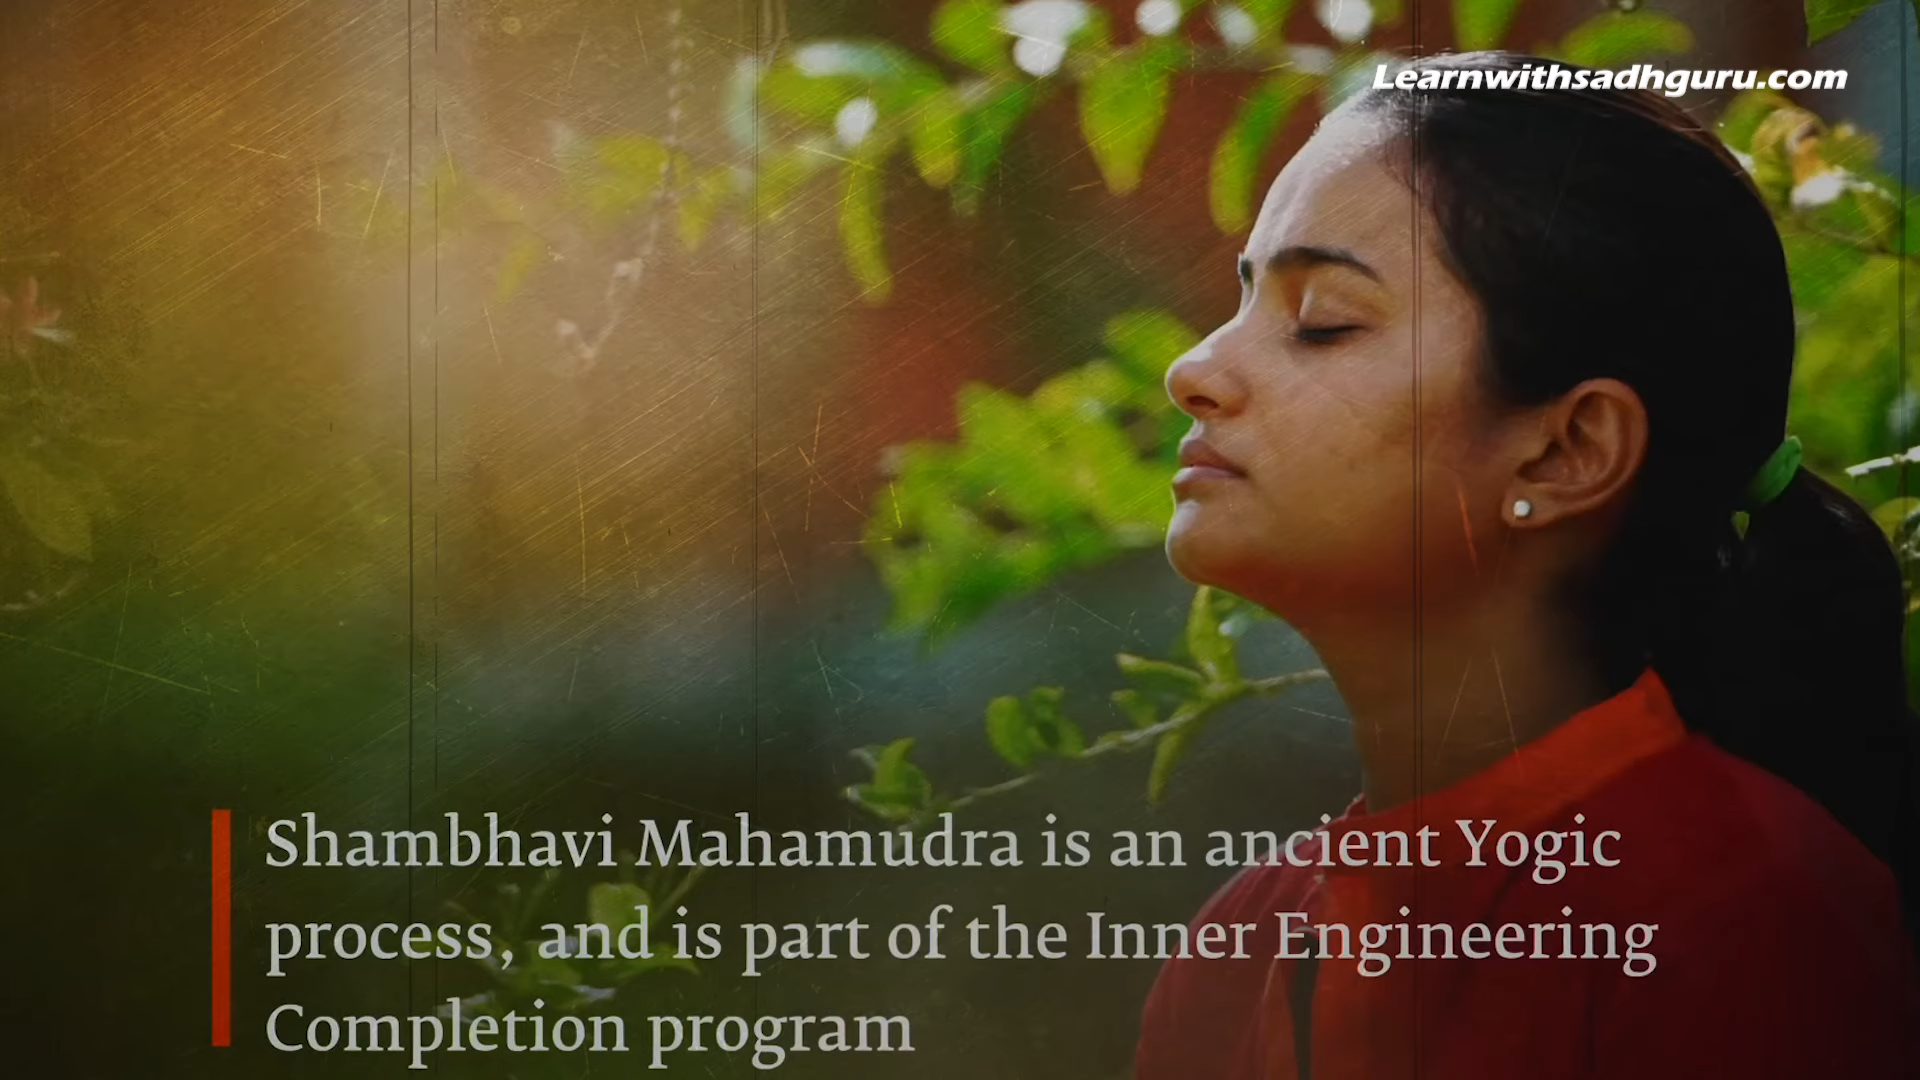 Learnwithsadhguru.com
Shambhavi Mahamudra is an ancient Yogic
process, and is part of the Inner Engineering
Completion program